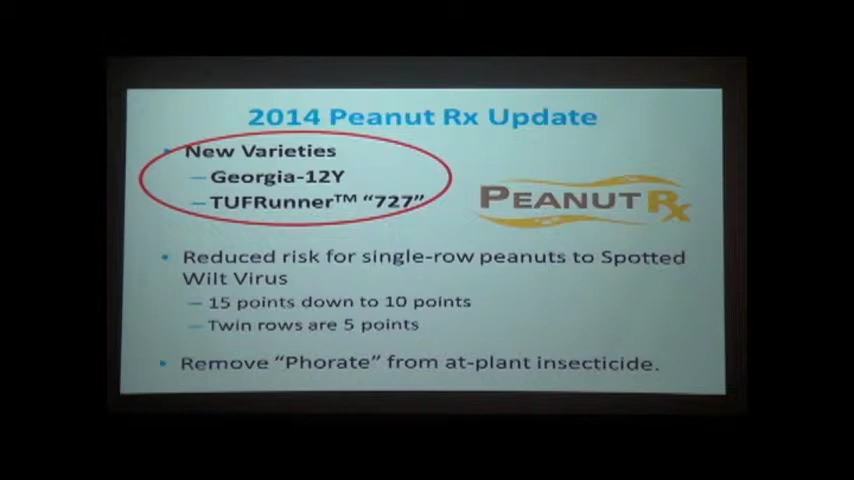 2014 Peanut Rx Update
• New Varieties
– Georgia-12Y
– TUFRunner™ “727”
PEANUT Rx
• Reduced risk for single-row peanuts to Spotted
Wilt Virus
– 15 points down to 10 points
– Twin rows are 5 points
• Remove “Phorate” from at-plant insecticide.